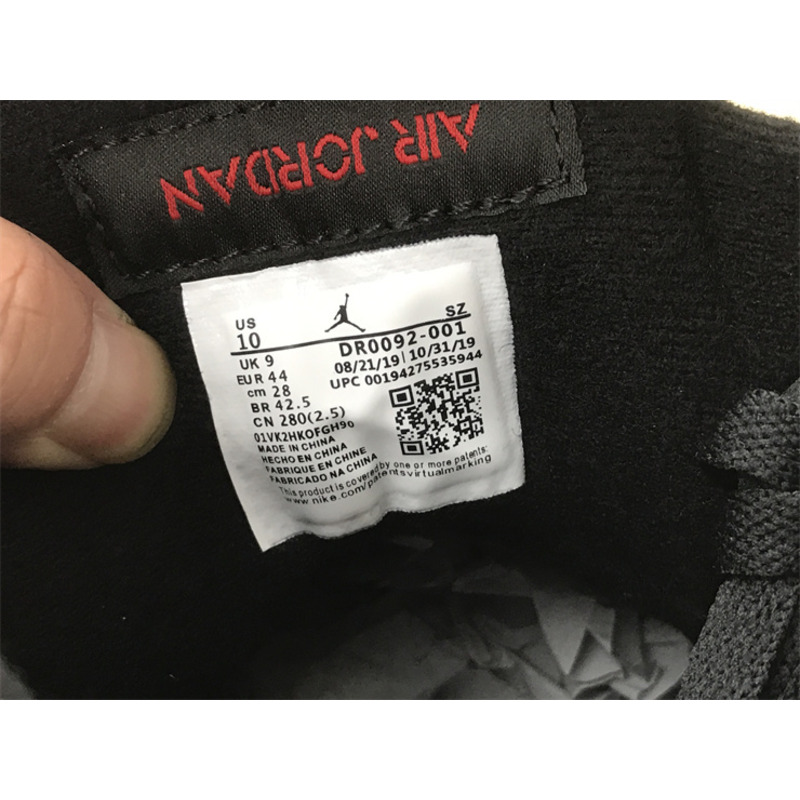 AIR JORDAN
US
SZ
10
DR0092-001
UK 9
08/21/19 | 10/31/19
EUR 44
UPC 00194275535944
cm 28
BR 42.5
CN 280(2.5)
01VK2HKOFGH90
MADE IN CHINA
HECHO EN CHINA
FABRIQUE EN CHINE
FABRICADO NA CHINA
This product is covered by one or more patents:
www.nike.com/patentsvirtualmarking